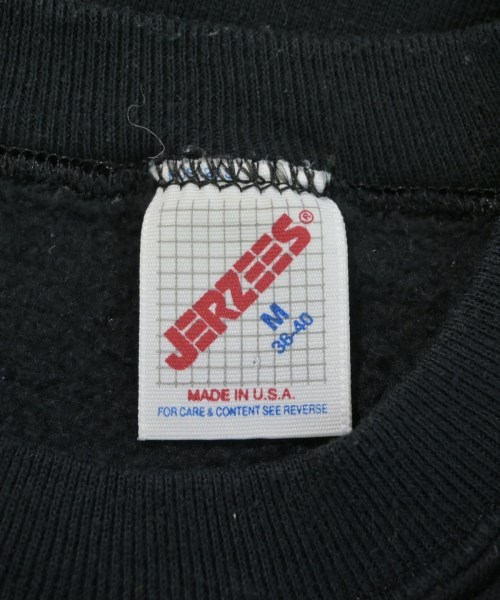 JERZEES®
M
38-40
MADE IN U.S.A.
FOR CARE & CONTENT SEE REVERSE